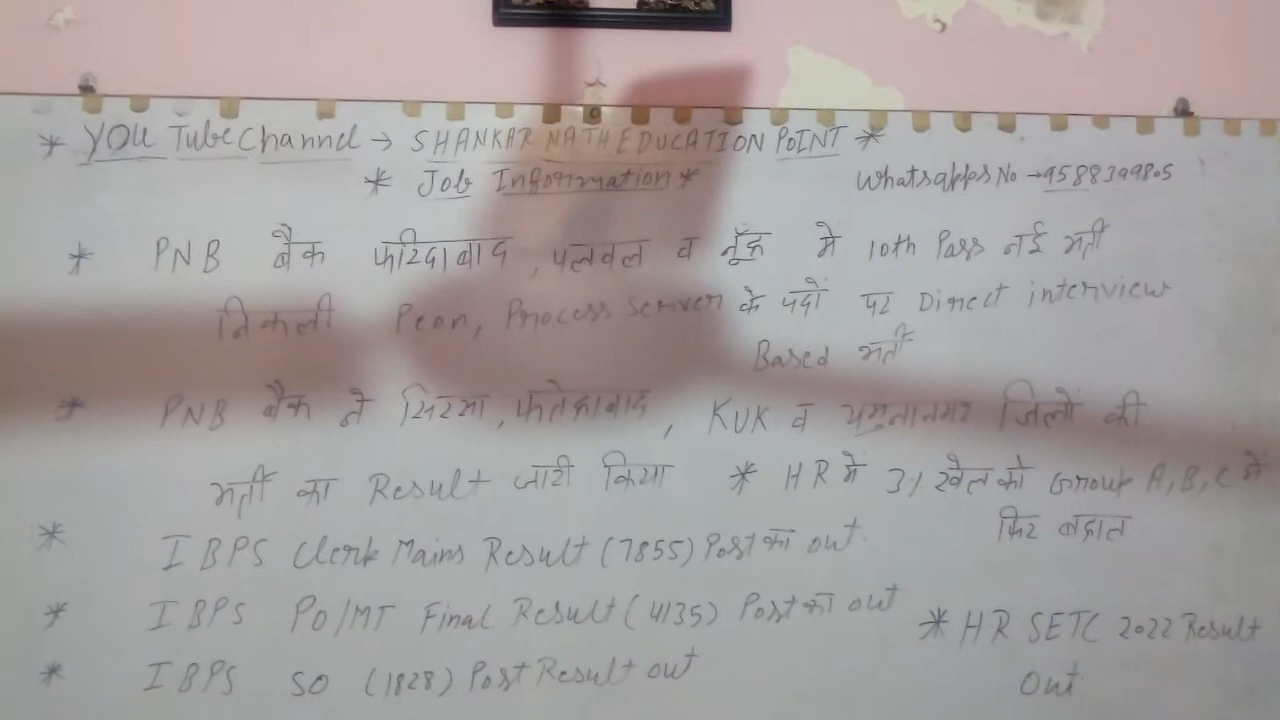 * YOU Tube Channel → SHANKAR NATH EDUCATION POINT *
* Job Information *
Whatsapps No → 9588399805
* PNB बैंक फरिदाबाद, पलवल व नूँह मे 10th Pass नई भर्ती
निकली Peon, Process Server के पदों पर Direct interview
Based भर्ती
* PNB बैंक ने सिरसा, फतेहाबाद, KUK व यमुनानगर जिलों की
भर्ती का Result जारी किया
* HR मे 3% खेल को Group A, B, C मे
फिर बहाल
* IBPS Clerk Mains Result (7855) Post का out
* IBPS PO/MT Final Result (4135) Post का out
* HR SETC 2022 Result
Out
* IBPS SO (1828) Post Result out